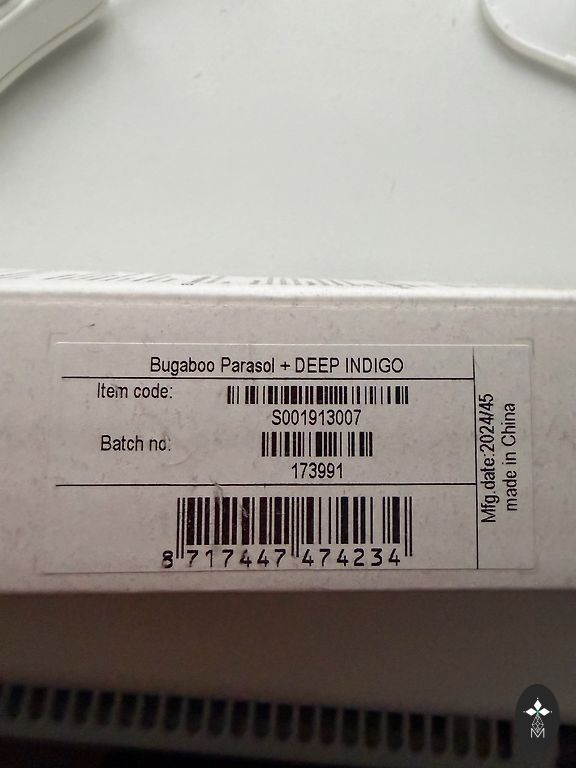 Bugaboo Parasol + DEEP INDIGO
Item code:
S001913007
Batch no:
173991
8 717447 474234
Mfg.date:2024/45
made in China